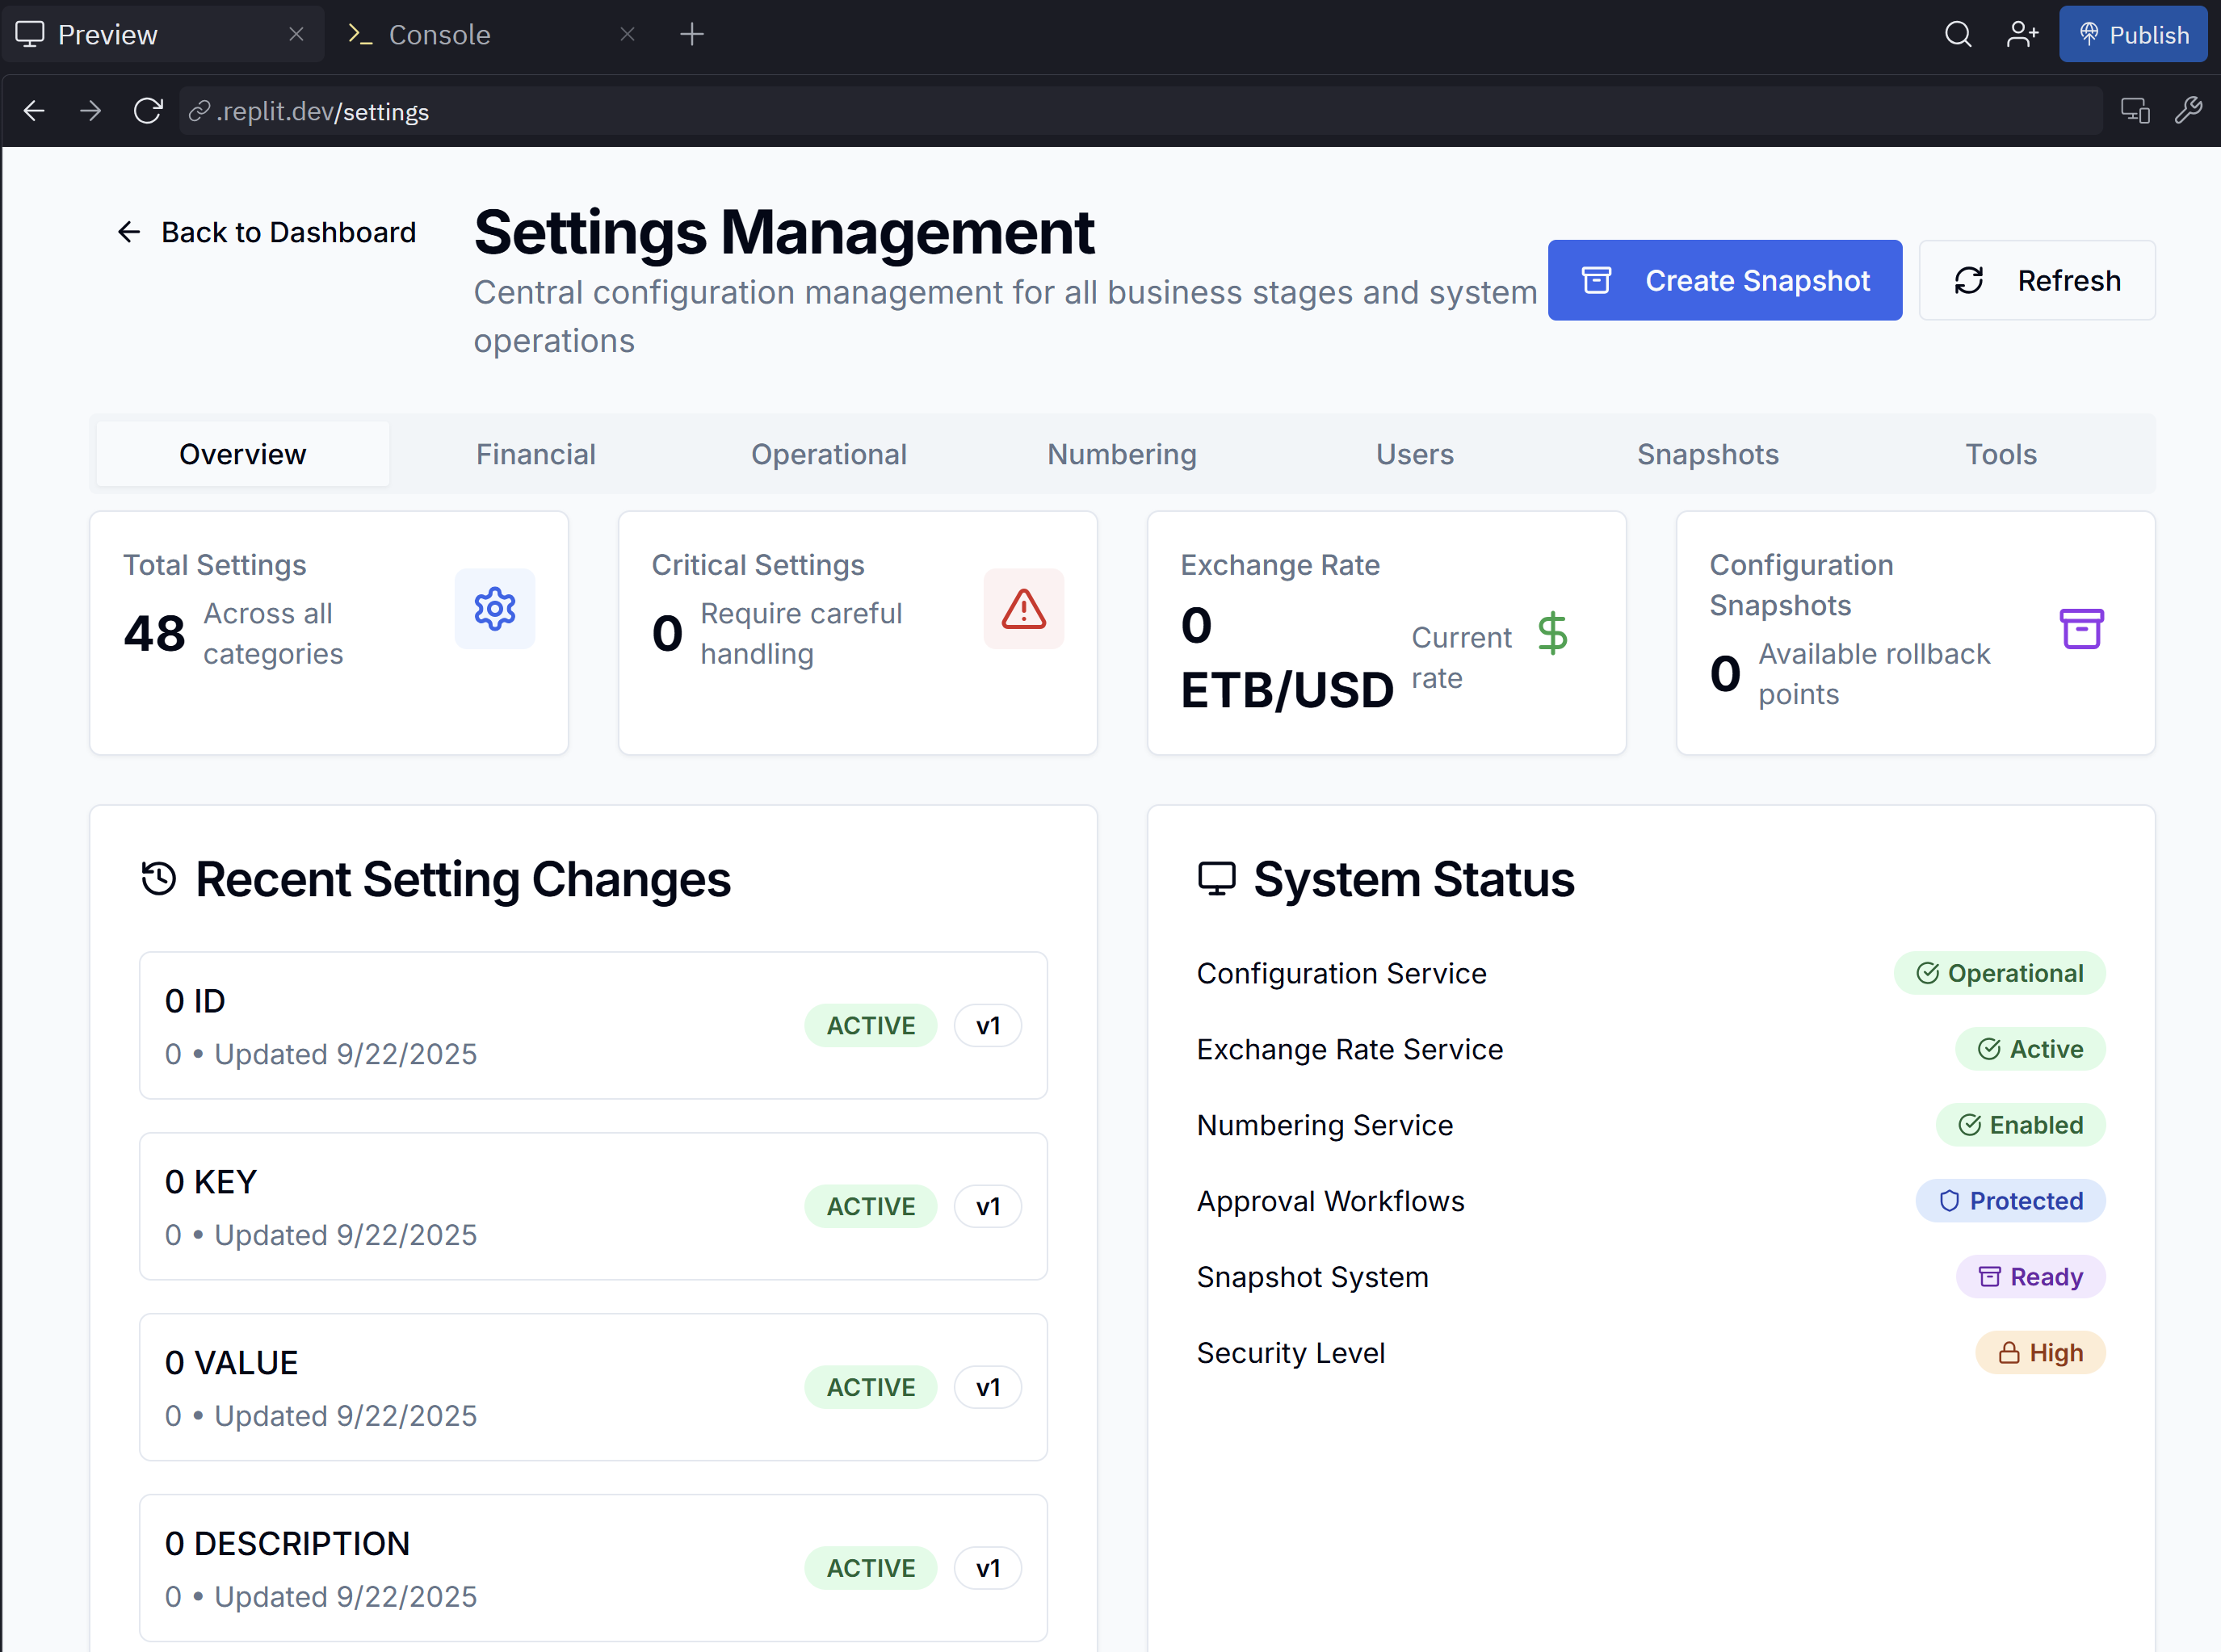 Preview
Console
Publish
.replit.dev/settings
Back to Dashboard
Settings Management
Central configuration management for all business stages and system
operations
Create Snapshot
Refresh
Overview
Financial
Operational
Numbering
Users
Snapshots
Tools
Total Settings
48
Across all
categories
Critical Settings
0
Require careful
handling
Exchange Rate
0
ETB/USD
Current
rate
Configuration
Snapshots
0
Available rollback
points
Recent Setting Changes
0 ID
0 • Updated 9/22/2025
ACTIVE
v1
0 KEY
0 • Updated 9/22/2025
ACTIVE
v1
0 VALUE
0 • Updated 9/22/2025
ACTIVE
v1
0 DESCRIPTION
0 • Updated 9/22/2025
ACTIVE
v1
System Status
Configuration Service
Operational
Exchange Rate Service
Active
Numbering Service
Enabled
Approval Workflows
Protected
Snapshot System
Ready
Security Level
High